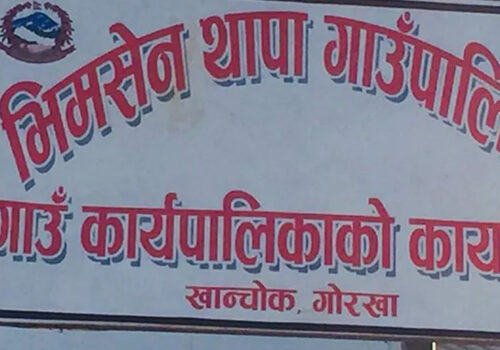 भिमसेन थापा गाउँपालि
गाउँ कार्यपालिकाको काय
खान्चोक, गोरखा